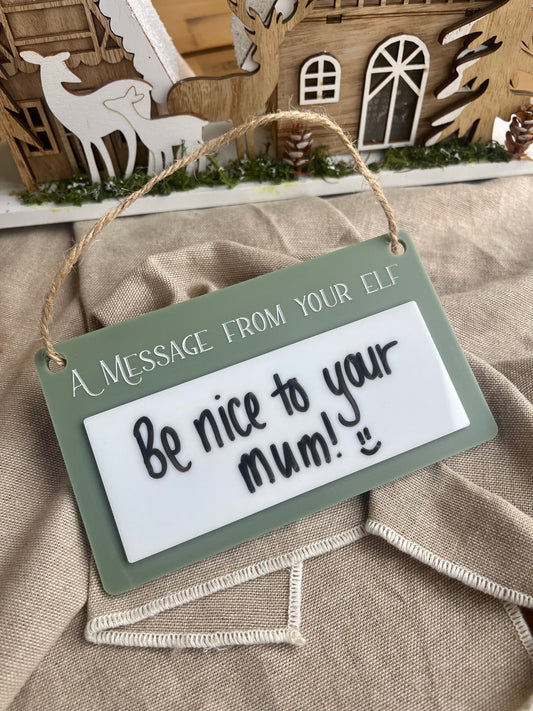 A Message from your elf
Be nice to your
mum! :)